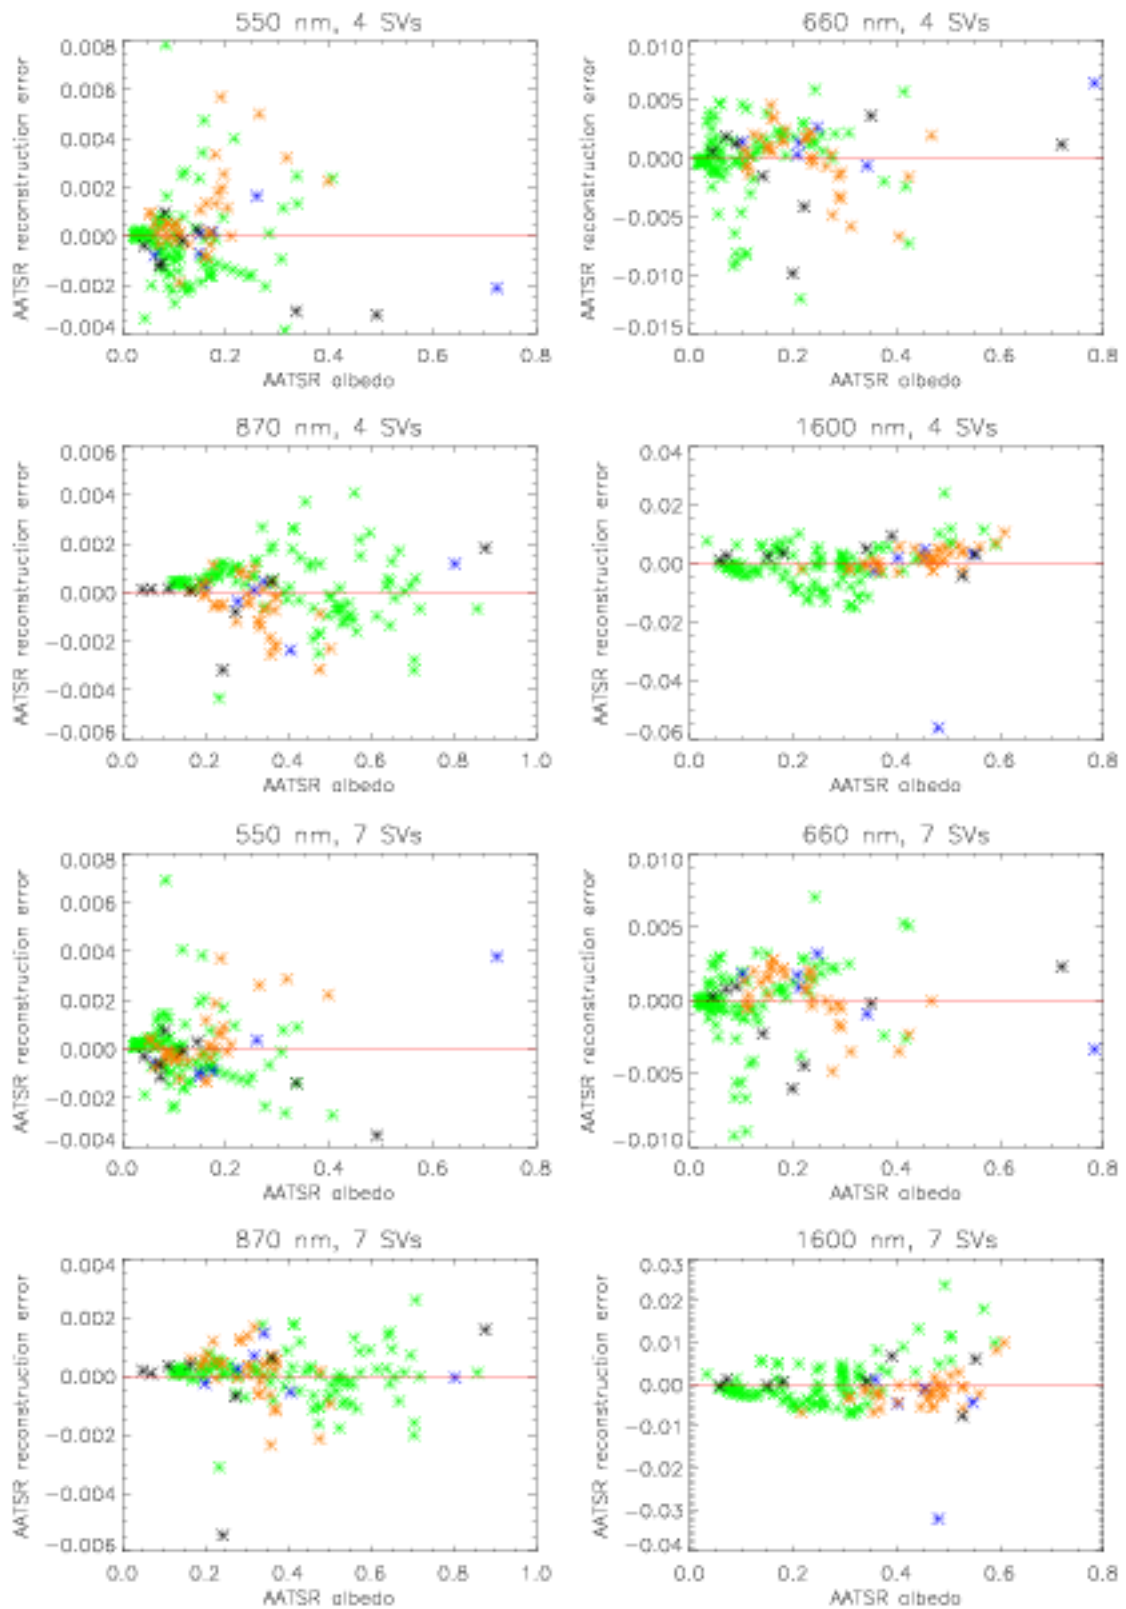 550 nm, 4 SVs
0.008
0.006
0.004
0.002
0.000
−0.002
−0.004
AATSR reconstruction error
0.0 0.2 0.4 0.6 0.8
AATSR albedo
660 nm, 4 SVs
0.010
0.005
0.000
−0.005
−0.010
−0.015
AATSR reconstruction error
0.0 0.2 0.4 0.6 0.8
AATSR albedo
870 nm, 4 SVs
0.006
0.004
0.002
0.000
−0.002
−0.004
−0.006
AATSR reconstruction error
0.0 0.2 0.4 0.6 0.8 1.0
AATSR albedo
1600 nm, 4 SVs
0.04
0.02
0.00
−0.02
−0.04
−0.06
AATSR reconstruction error
0.0 0.2 0.4 0.6 0.8
AATSR albedo
550 nm, 7 SVs
0.008
0.006
0.004
0.002
0.000
−0.002
−0.004
AATSR reconstruction error
0.0 0.2 0.4 0.6 0.8
AATSR albedo
660 nm, 7 SVs
0.010
0.005
0.000
−0.005
−0.010
AATSR reconstruction error
0.0 0.2 0.4 0.6 0.8
AATSR albedo
870 nm, 7 SVs
0.004
0.002
0.000
−0.002
−0.004
−0.006
AATSR reconstruction error
0.0 0.2 0.4 0.6 0.8 1.0
AATSR albedo
1600 nm, 7 SVs
0.03
0.02
0.01
0.00
−0.01
−0.02
−0.03
−0.04
AATSR reconstruction error
0.0 0.2 0.4 0.6 0.8
AATSR albedo